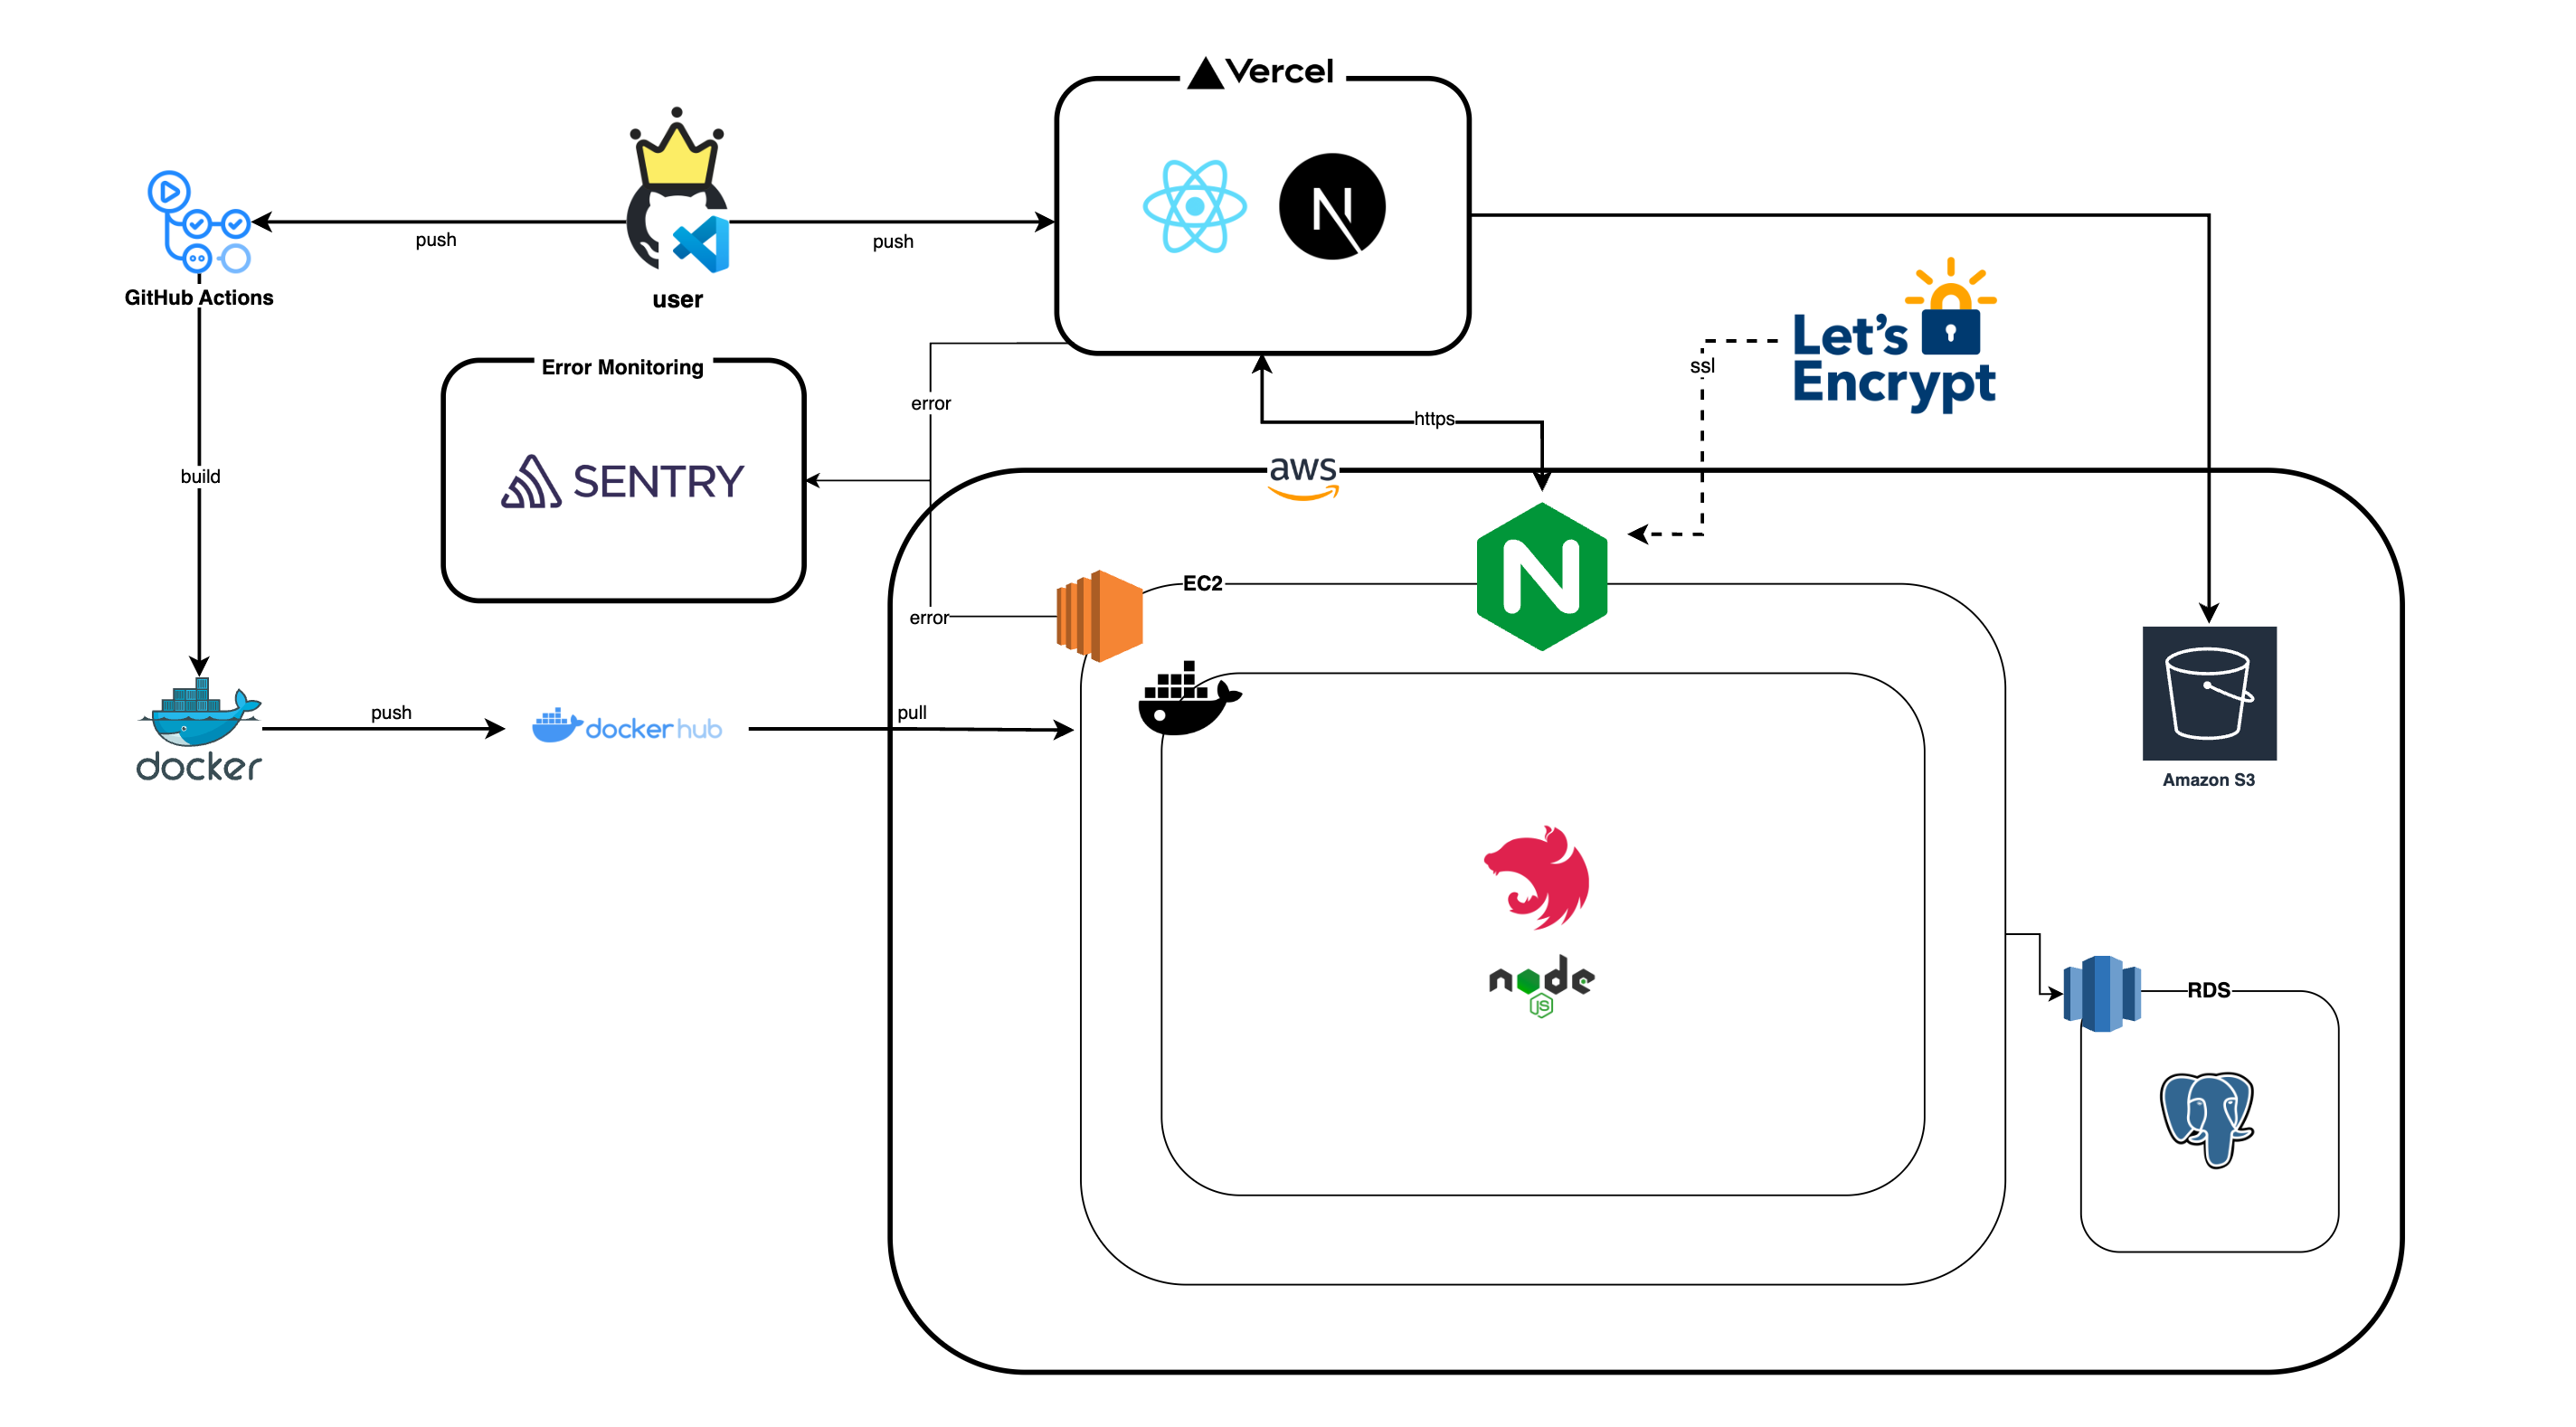 Vercel
N
push
push
GitHub Actions
user
Let's
Encrypt
ssl
Error Monitoring
error
https
aws
SENTRY
build
N
EC2
error
docker
push
dockerhub
pull
Amazon S3
node
JS
RDS